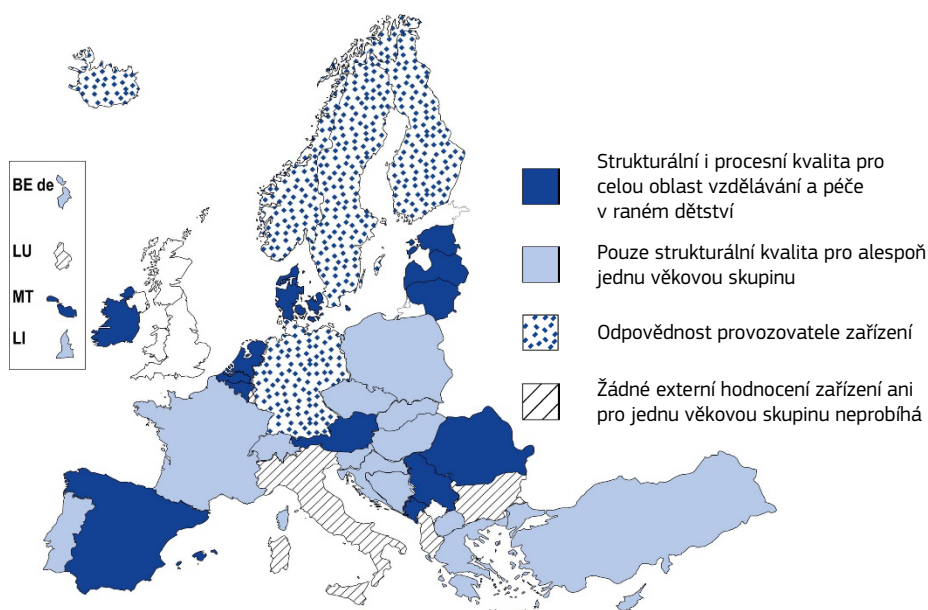 BE de
LU
MT
LI
Strukturální i procesní kvalita pro
celou oblast vzdělávání a péče
v raném dětství
Pouze strukturální kvalita pro alespoň
jednu věkovou skupinu
Odpovědnost provozovatele zařízení
Žádné externí hodnocení zařízení ani
pro jednu věkovou skupinu neprobíhá